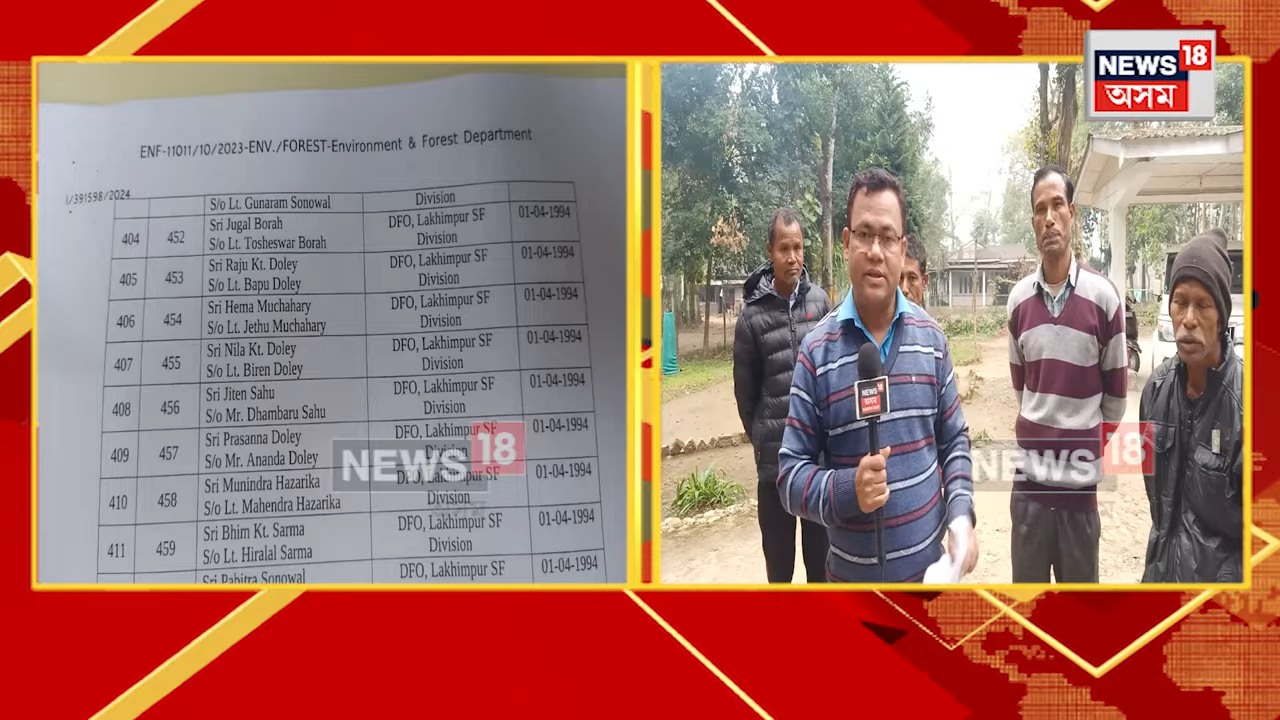 NEWS 18
অসম
ENF-11011/10/2023-ENV./FOREST-Environment & Forest Department
I/391598/2024
S/o Lt. Gunaram Sonowal Division
404 452 Sri Jugal Borah DFO, Lakhimpur SF 01-04-1994
S/o Lt. Tosheswar Borah Division
405 453 Sri Raju Kt. Doley DFO, Lakhimpur SF 01-04-1994
S/o Lt. Bapu Doley Division
406 454 Sri Hema Muchahary DFO, Lakhimpur SF 01-04-1994
S/o Lt. Jethu Muchahary Division
407 455 Sri Nila Kt. Doley DFO, Lakhimpur SF 01-04-1994
S/o Lt. Biren Doley Division
408 456 Sri Jiten Sahu DFO, Lakhimpur SF 01-04-1994
S/o Mr. Dhambaru Sahu Division
409 457 Sri Prasanna Doley DFO, Lakhimpur SF 01-04-1994
S/o Mr. Ananda Doley Division
410 458 Sri Munindra Hazarika DFO, Lakhimpur SF 01-04-1994
S/o Lt. Mahendra Hazarika Division
411 459 Sri Bhim Kt. Sarma DFO, Lakhimpur SF 01-04-1994
S/o Lt. Hiralal Sarma Division
Sri Pabitra Sonowal DFO, Lakhimpur SF 01-04-1994
NEWS 18
NEWS 18
NEWS 18
অসম